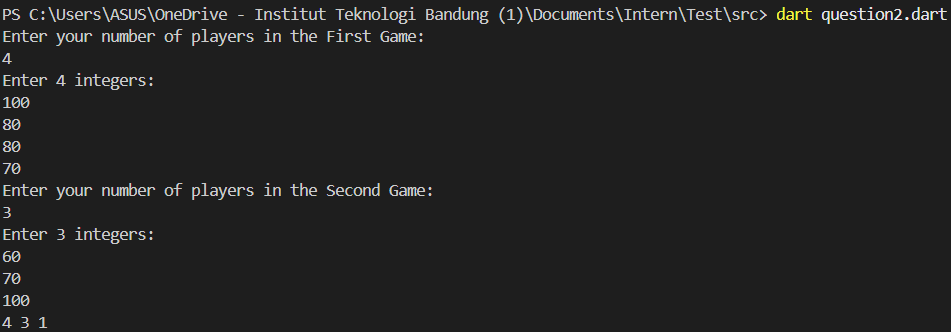 PS C:\Users\ASUS\OneDrive - Institut Teknologi Bandung (1)\Documents\Intern\Test\src> dart question2.dart
Enter your number of players in the First Game:
4
Enter 4 integers:
100
80
80
70
Enter your number of players in the Second Game:
3
Enter 3 integers:
60
70
100
4 3 1